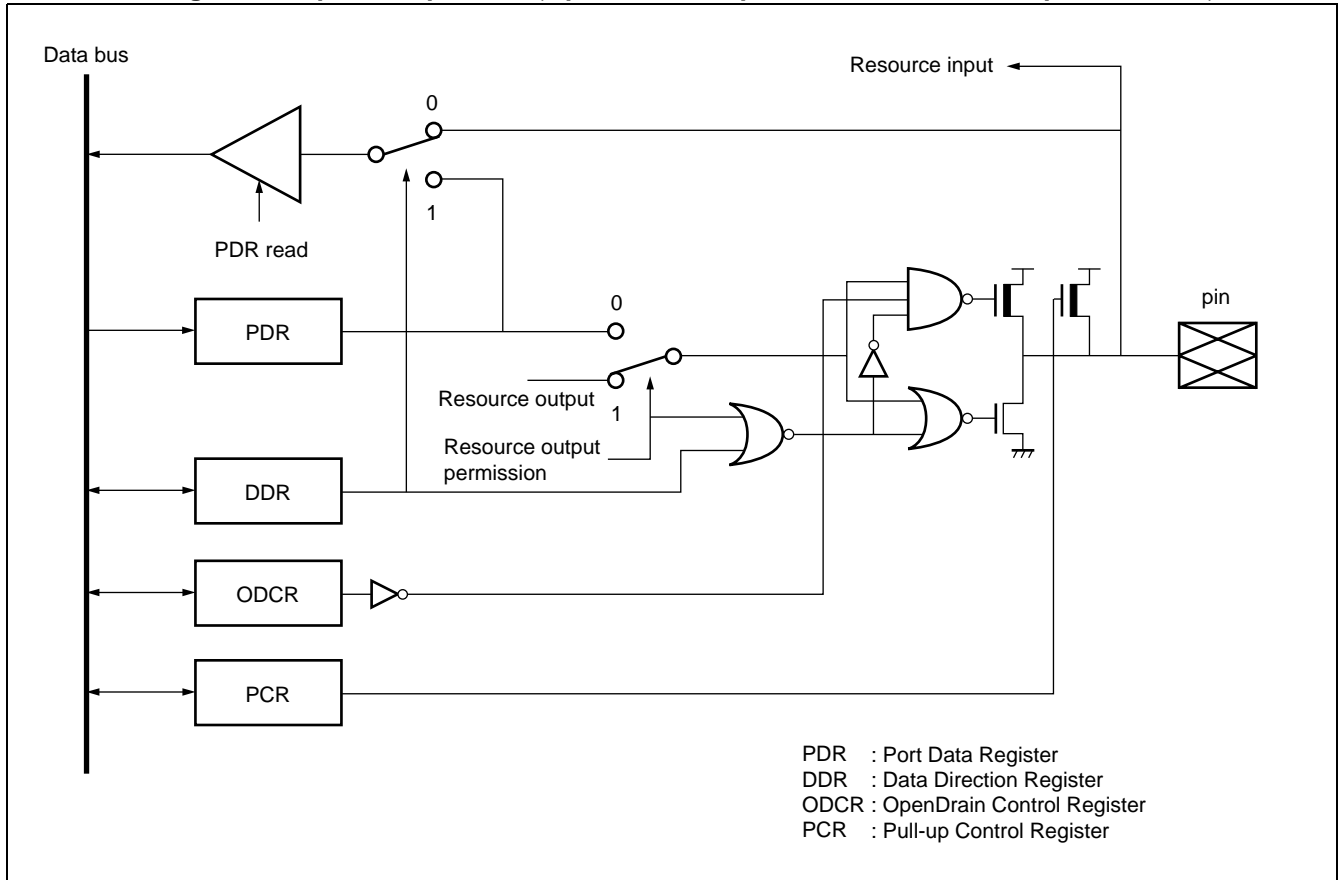 Data bus
Resource input
0
1
PDR read
0
pin
PDR
Resource output
1
Resource output
permission
DDR
ODCR
PCR
PDR : Port Data Register
DDR : Data Direction Register
ODCR : OpenDrain Control Register
PCR : Pull-up Control Register